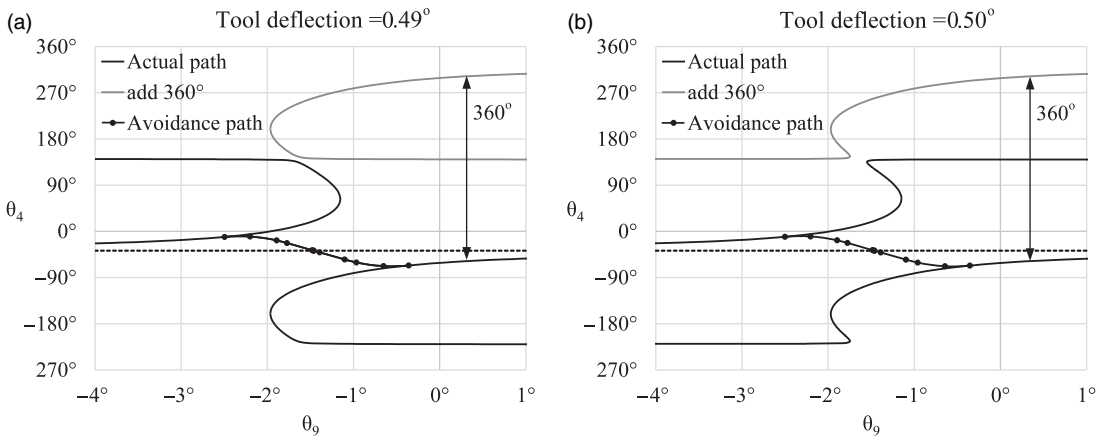 (a)
Tool deflection =0.49°
360°
270°
180°
90°
0°
−90°
−180°
270°
θ4
Actual path
add 360°
Avoidance path
360°
−4°
−3°
−2°
−1°
0°
1°
θ9
(b)
Tool deflection =0.50°
360°
270°
180°
90°
0°
−90°
−180°
270°
θ4
Actual path
add 360°
Avoidance path
360°
−4°
−3°
−2°
−1°
0°
1°
θ9